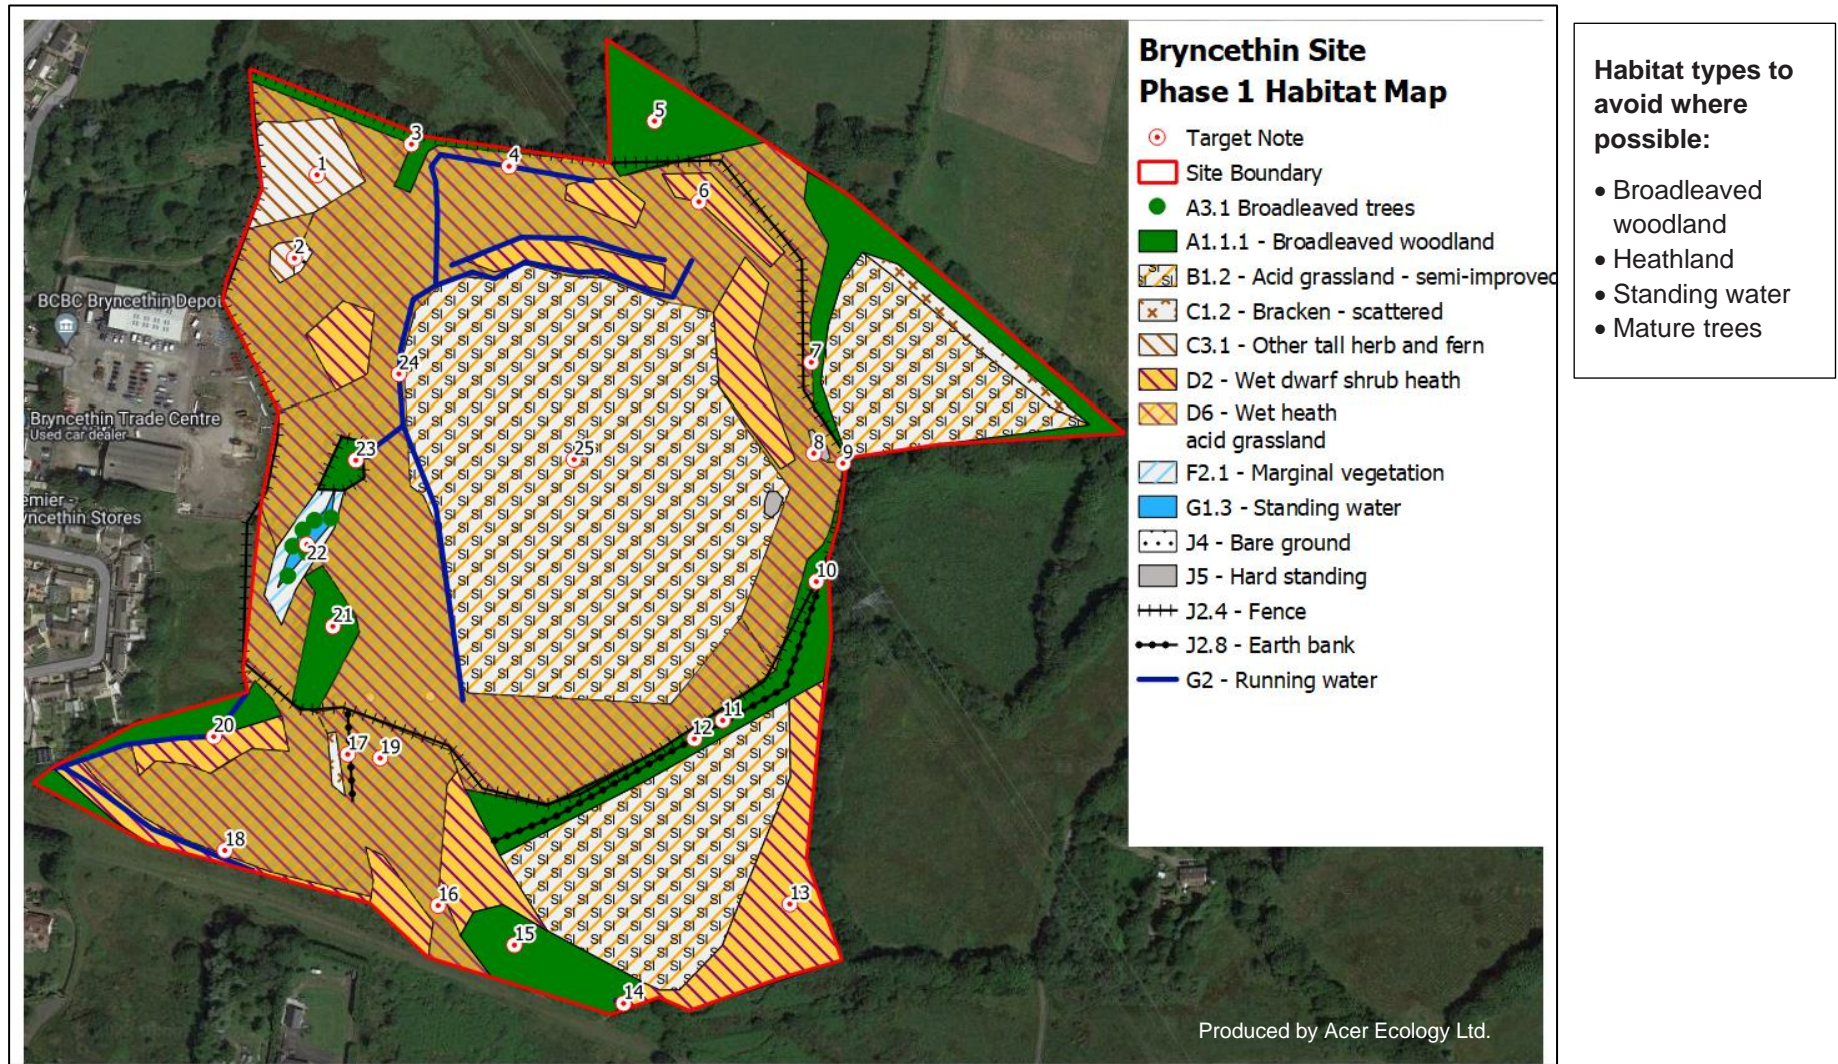 Bryncethin Site
Phase 1 Habitat Map
Target Note
Site Boundary
A3.1 Broadleaved trees
A1.1.1 - Broadleaved woodland
SI SI SI B1.2 - Acid grassland - semi-improved
C1.2 - Bracken - scattered
C3.1 - Other tall herb and fern
D2 - Wet dwarf shrub heath
D6 - Wet heath
acid grassland
F2.1 - Marginal vegetation
G1.3 - Standing water
J4 - Bare ground
J5 - Hard standing
J2.4 - Fence
J2.8 - Earth bank
G2 - Running water
Habitat types to
avoid where
possible:
• Broadleaved
woodland
• Heathland
• Standing water
• Mature trees
BCBC Bryncethin Depot
Bryncethin Trade Centre
Used car dealer
emier -
yncethin Stores
1
2
3
4
5
6
7
8
9
10
11
12
13
14
15
16
17
18
19
20
21
22
23
24
25
Produced by Acer Ecology Ltd.